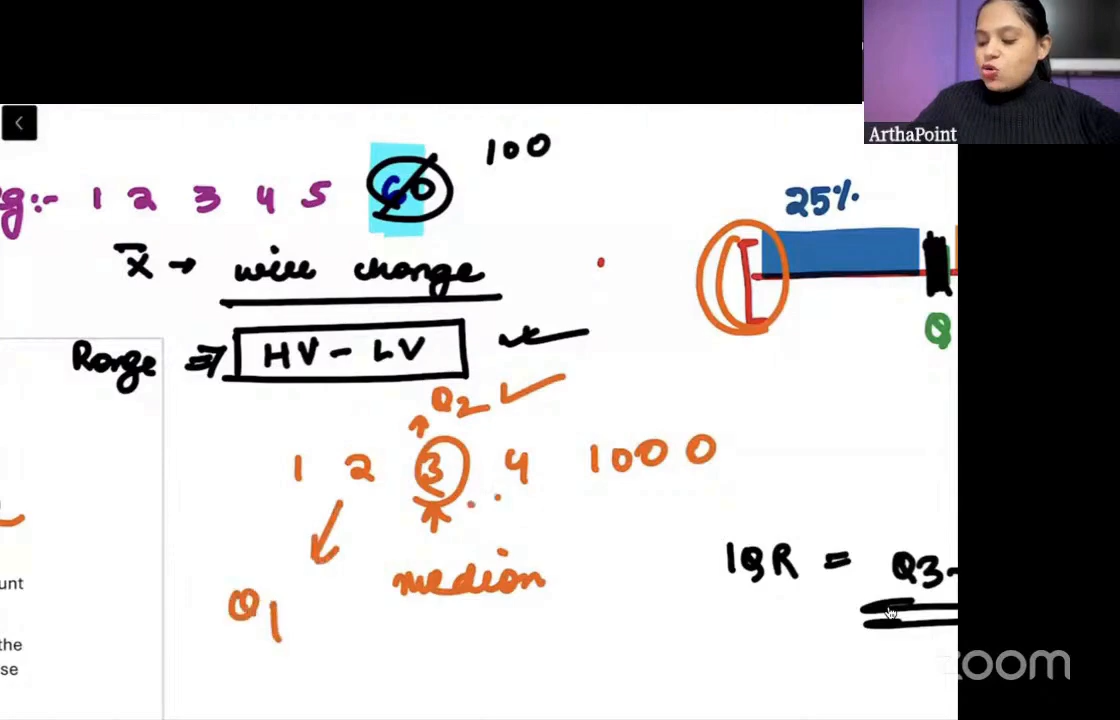 100
g:- 1 2 3 4 5 60
25%
x̄ → will change
Range ⇒ HV - LV
Q2
1 2 3 4 1000
Q
median
Q1
IQR = Q3-
unt
the
se
ArthaPoint
zoom